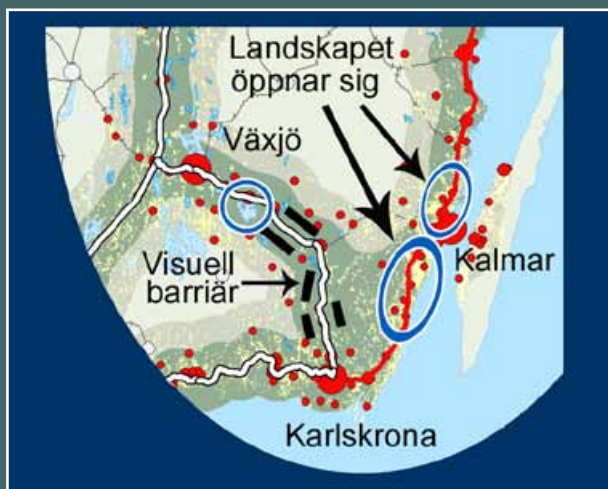 Landskapet
öppnar sig
Växjö
Visuell
barriär
Kalmar
Karlskrona